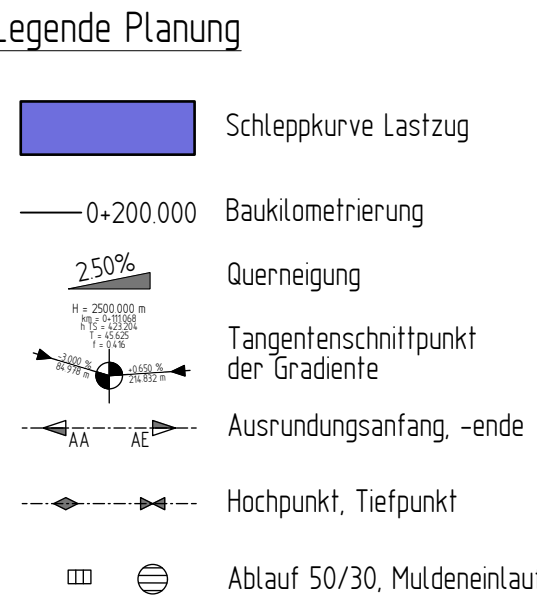 Legende Planung
Schleppkurve Lastzug
0+200.000 Baukilometrierung
2.50% Querneigung
H = 2500.000 m
km = 0+111.068
h TS = 423.204
T = 45.625
f = 0.416
-3.000 %
84.978 m
+0.650 %
214.832 m
Tangentenschnittpunkt
der Gradiente
AA AE Ausrundungsanfang, -ende
Hochpunkt, Tiefpunkt
Ablauf 50/30, Muldeneinlauf